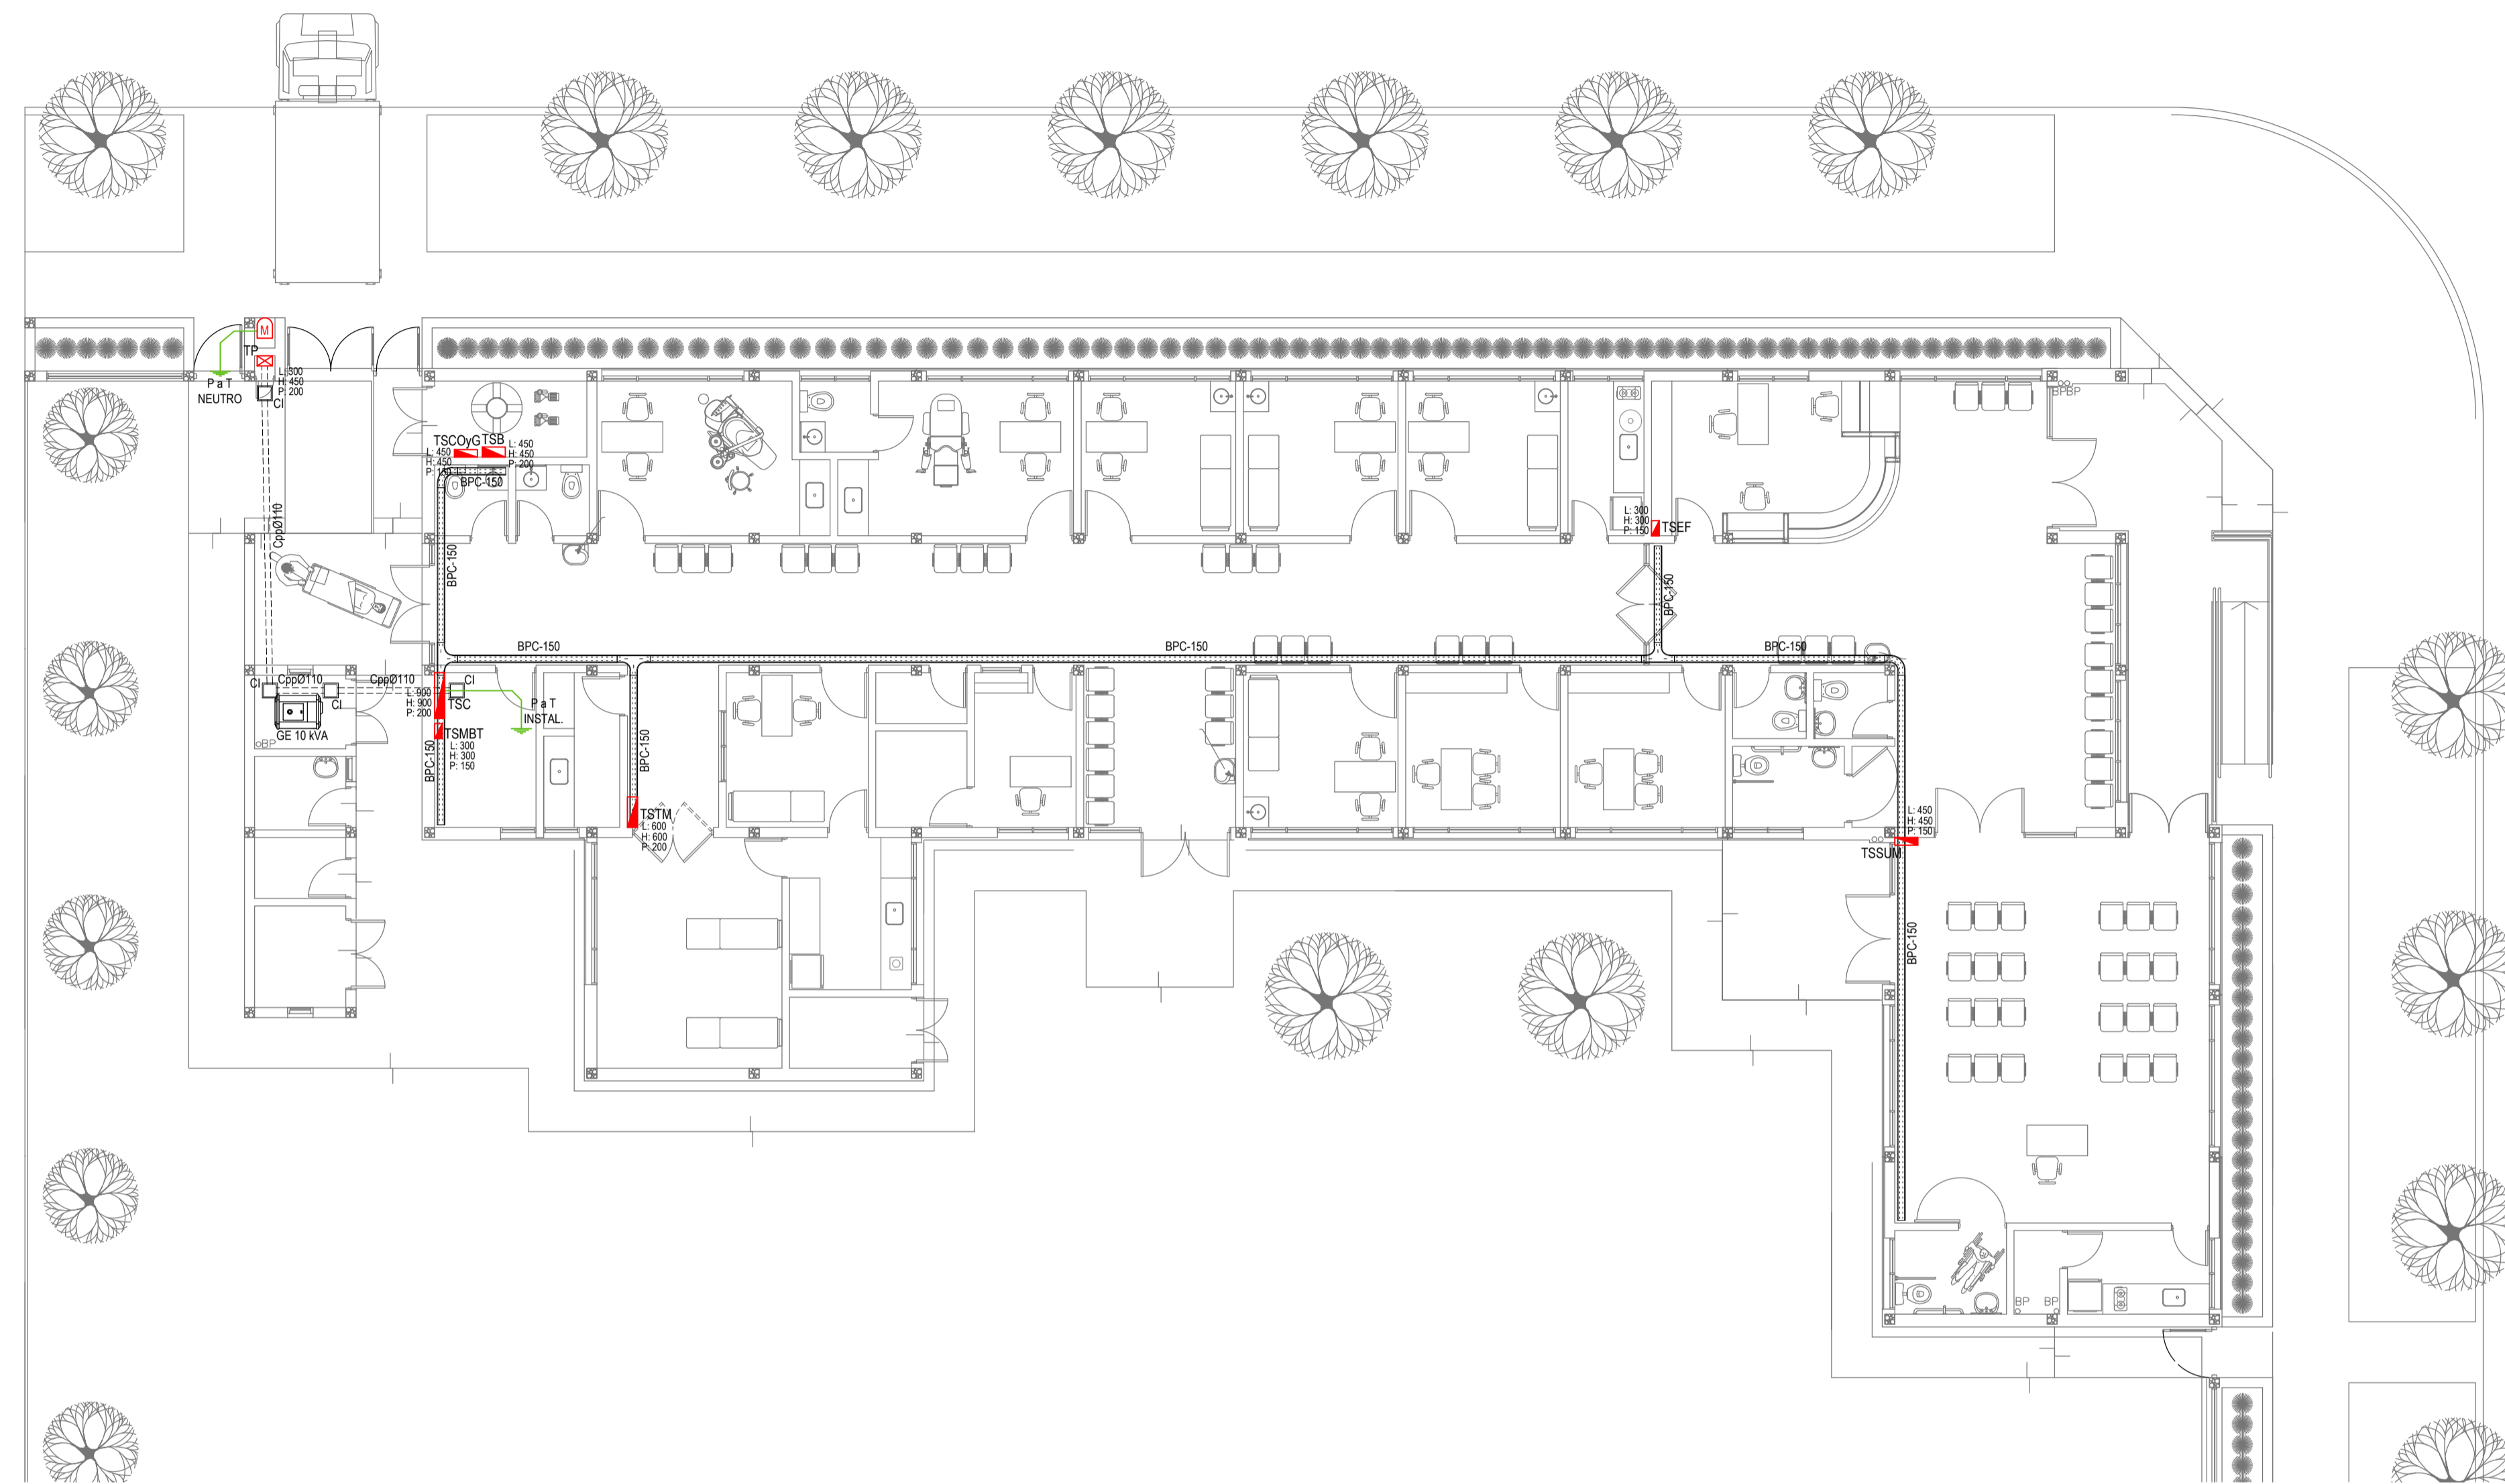 M
TP
L: 300
H: 450
P: 200
CI
P a T
NEUTRO
CppØ110
TSCOyG
L: 450
H: 450
P: 150
TSB
L: 450
H: 450
P: 200
BPC-150
BPC-150
BPC-150
BPC-150
BPC-150
BPC-150
L: 300
H: 300
P: 150
TSEF
BPBP
CI
CppØ110
CI
CppØ110
GE 10 kVA
BP
L: 900
H: 900
P: 200
CI
TSC
P a T
INSTAL.
TSMBT
L: 300
H: 300
P: 150
BPC-150
BPC-150
TSTM
L: 600
H: 600
P: 200
L: 450
H: 450
P: 150
TSSUM
BPC-150
BP
BP